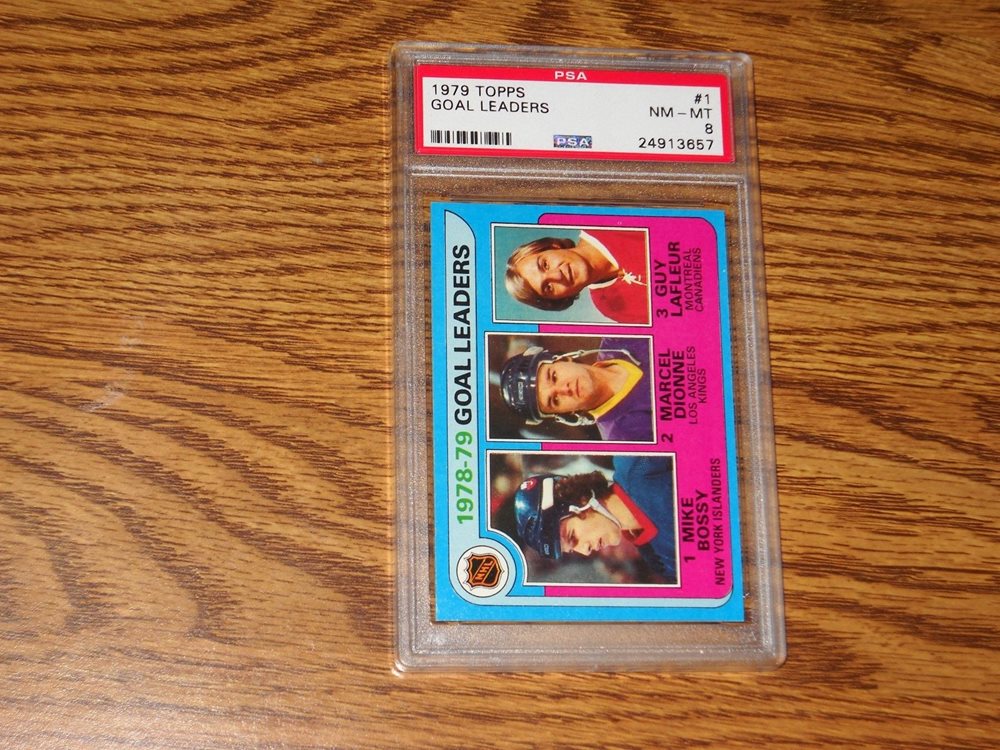 PSA
1979 TOPPS
#1
GOAL LEADERS
NM - MT
8
PSA
24913657
1978-79 GOAL LEADERS
NHL
1 MIKE
BOSSY
NEW YORK ISLANDERS
2 MARCEL
DIONNE
LOS ANGELES
KINGS
3 GUY
LAFLEUR
MONTREAL
CANADIENS